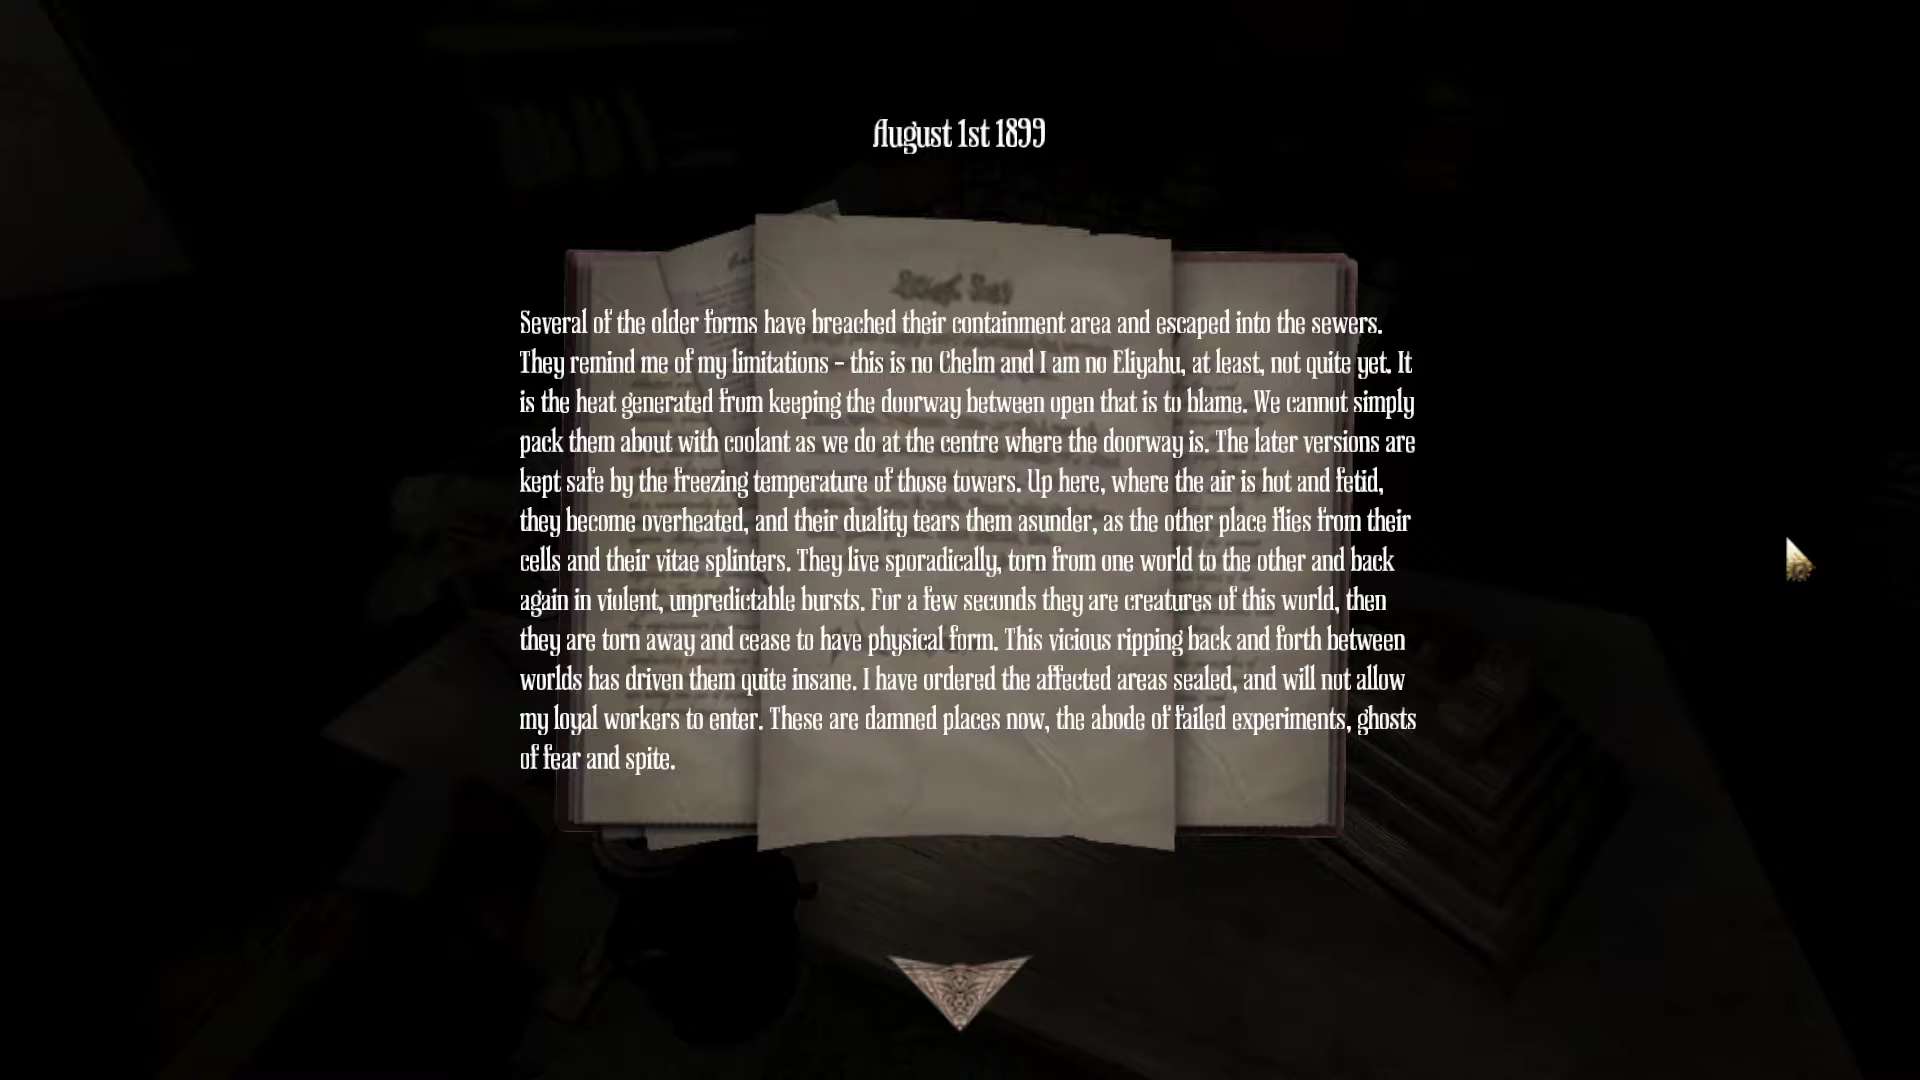 August 1st 1899
Several of the older forms have breached their containment area and escaped into the sewers.
They remind me of my limitations - this is no Chelm and I am no Eliyahu, at least, not quite yet. It
is the heat generated from keeping the doorway between open that is to blame. We cannot simply
pack them about with coolant as we do at the centre where the doorway is. The later versions are
kept safe by the freezing temperature of those towers. Up here, where the air is hot and fetid,
they become overheated, and their duality tears them asunder, as the other place flies from their
cells and their vitae splinters. They live sporadically, torn from one world to the other and back
again in violent, unpredictable bursts. For a few seconds they are creatures of this world, then
they are torn away and cease to have physical form. This vicious ripping back and forth between
worlds has driven them quite insane. I have ordered the affected areas sealed, and will not allow
my loyal workers to enter. These are damned places now, the abode of failed experiments, ghosts
of fear and spite.